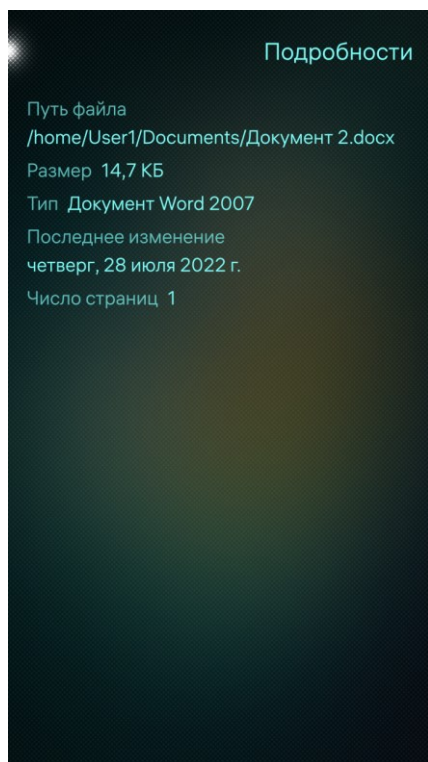 Подробности
Путь файла
/home/User1/Documents/Документ 2.docx
Размер 14,7 КБ
Тип Документ Word 2007
Последнее изменение
четверг, 28 июля 2022 г.
Число страниц 1